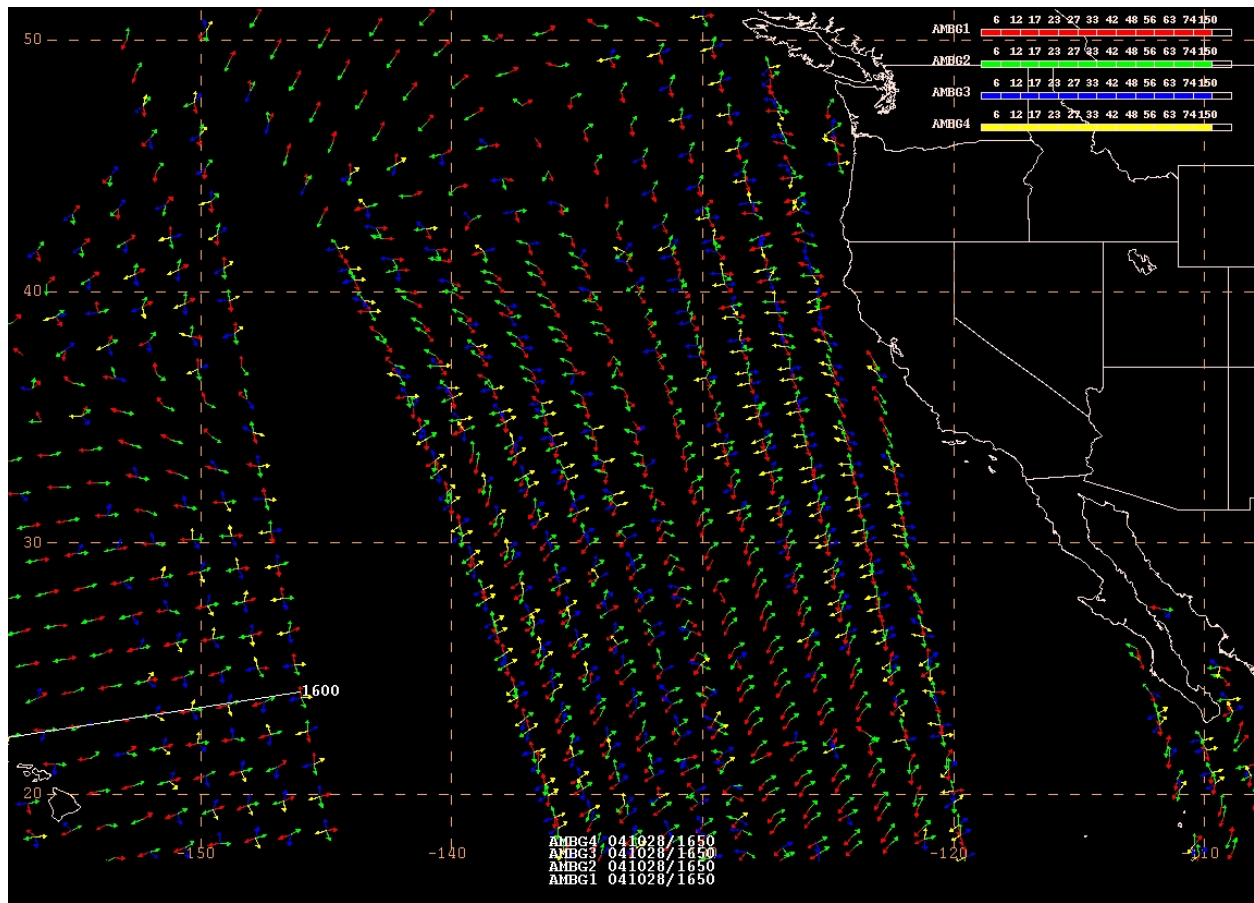 50
6 12 17 23 27 33 42 48 56 63 74 150
AMBG1
6 12 17 23 27 33 42 48 56 63 74 150
AMBG2
6 12 17 23 27 33 42 48 56 63 74 150
AMBG3
6 12 17 23 27 33 42 48 56 63 74 150
AMBG4
40
30
1600
20
-150 -140 -120 -110
AMBG4 041028/1650
AMBG3 041028/1650
AMBG2 041028/1650
AMBG1 041028/1650